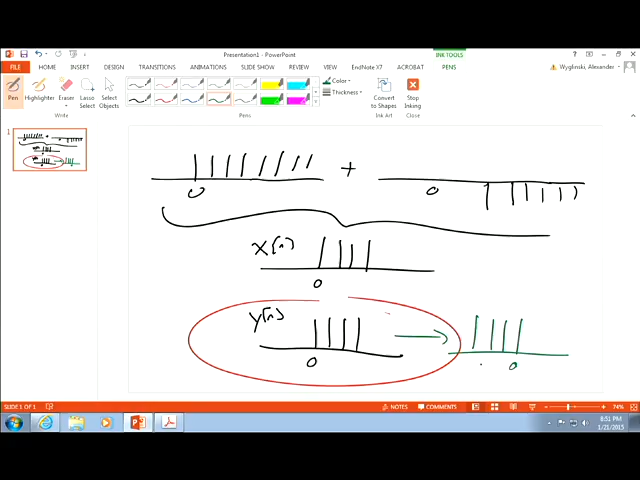 Presentation1 - PowerPoint
INK TOOLS
FILE HOME INSERT DESIGN TRANSITIONS ANIMATIONS SLIDE SHOW REVIEW VIEW EndNote X7 ACROBAT PENS
Wyglinski, Alexander
Pen Highlighter Eraser Lasso Select Select Objects
Color
Thickness
Convert to Shapes
Stop Inking
Write Pens Ink Art Close
1
+
0 0
x[n]
0
y[n]
0 0
SLIDE 1 OF 1
NOTES COMMENTS 74%
8:51 PM
1/21/2015